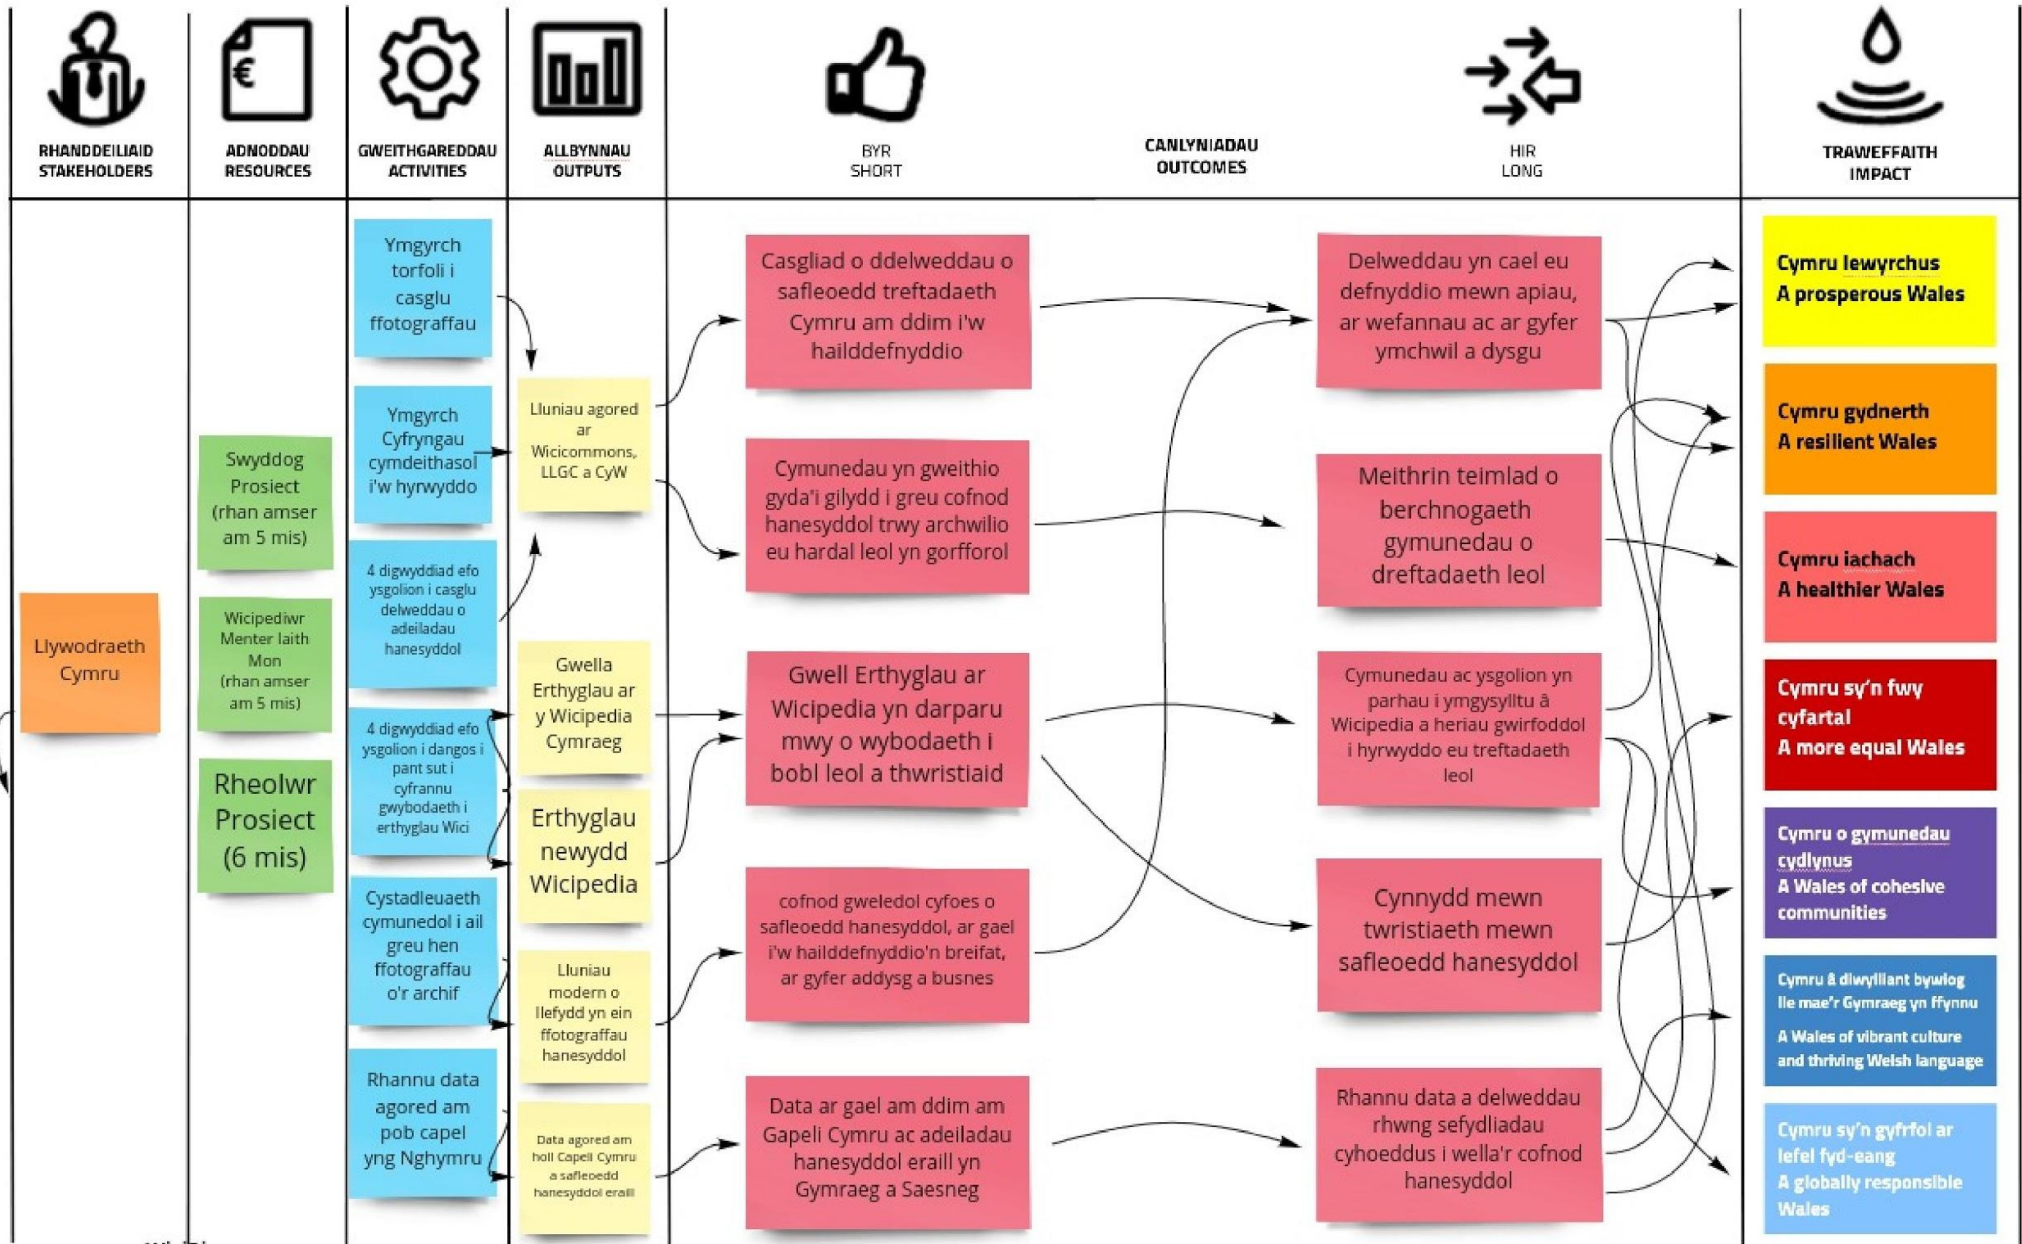 RHANDDEILIAID
STAKEHOLDERS
ADNODDAU
RESOURCES
GWEITHGAREDDAU
ACTIVITIES
ALLBYNNAU
OUTPUTS
BYR
SHORT
CANLYNIADAU
OUTCOMES
HIR
LONG
TRAWEFFAITH
IMPACT
Llywodraeth
Cymru
Swyddog
Prosiect
(rhan amser
am 5 mis)
Wicipediwr
Menter Iaith
Mon
(rhan amser
am 5 mis)
Rheolwr
Prosiect
(6 mis)
Ymgyrch
torfoli i
casglu
ffotograffau
Ymgyrch
Cyfryngau
cymdeithasol
i'w hyrwyddo
4 digwyddiad efo
ysgolion i casglu
delweddau o
adeiladau
hanesyddol
4 digwyddiad efo
ysgolion i dangos i
pant sut i
cyfrannu
gwybodaeth i
erthyglau Wici
Cystadleuaeth
cymunedol i ail
greu hen
ffotograffau
o'r archif
Rhannu data
agored am
pob capel
yng Nghymru
Lluniau agored
ar
Wicicommons,
LLGC a CyW
Gwella
Erthyglau ar
y Wicipedia
Cymraeg
Erthyglau
newydd
Wicipedia
Lluniau
modern o
llefydd yn ein
ffotograffau
hanesyddol
Data agored am
holl Capeli Cymru
a safleoedd
hanesyddol eraill
Casgliad o ddelweddau o
safleoedd treftadaeth
Cymru am ddim i'w
hailddefnyddio
Cymunedau yn gweithio
gyda'i gilydd i greu cofnod
hanesyddol trwy archwilio
eu hardal leol yn gorfforol
Gwell Erthyglau ar
Wicipedia yn darparu
mwy o wybodaeth i
bobl leol a thwristiaid
cofnod gweledol cyfoes o
safleoedd hanesyddol, ar gael
i'w hailddefnyddio'n breifat,
ar gyfer addysg a busnes
Data ar gael am ddim am
Gapeli Cymru ac adeiladau
hanesyddol eraill yn
Gymraeg a Saesneg
Delweddau yn cael eu
defnyddio mewn apiau,
ar wefannau ac ar gyfer
ymchwil a dysgu
Meithrin teimlad o
berchnogaeth
gymunedau o
dreftadaeth leol
Cymunedau ac ysgolion yn
parhau i ymgysylltu â
Wicipedia a heriau gwirfoddol
i hyrwyddo eu treftadaeth
leol
Cynnydd mewn
twristiaeth mewn
safleoedd hanesyddol
Rhannu data a delweddau
rhwng sefydliadau
cyhoeddus i wella'r cofnod
hanesyddol
Cymru lewyrchus
A prosperous Wales
Cymru gydnerth
A resilient Wales
Cymru iachach
A healthier Wales
Cymru sy'n fwy
cyfartal
A more equal Wales
Cymru o gymunedau
cydlynus
A Wales of cohesive
communities
Cymru â diwylliant bywiog
lle mae'r Gymraeg yn ffynnu
A Wales of vibrant culture
and thriving Welsh language
Cymru sy'n gyfrfol ar
lefel fyd-eang
A globally responsible
Wales